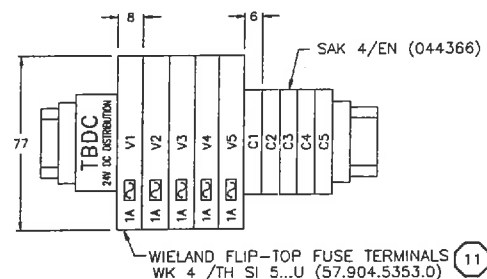 8
6
SAK 4/EN (044366)
77
TBDC
24V DC DISTRIBUTION
V1
V2
V3
V4
V5
1A
1A
1A
1A
1A
C1
C2
C3
C4
C5
WIELAND FLIP-TOP FUSE TERMINALS
WK 4 /TH SI 5...U (57.904.5353.0)
11